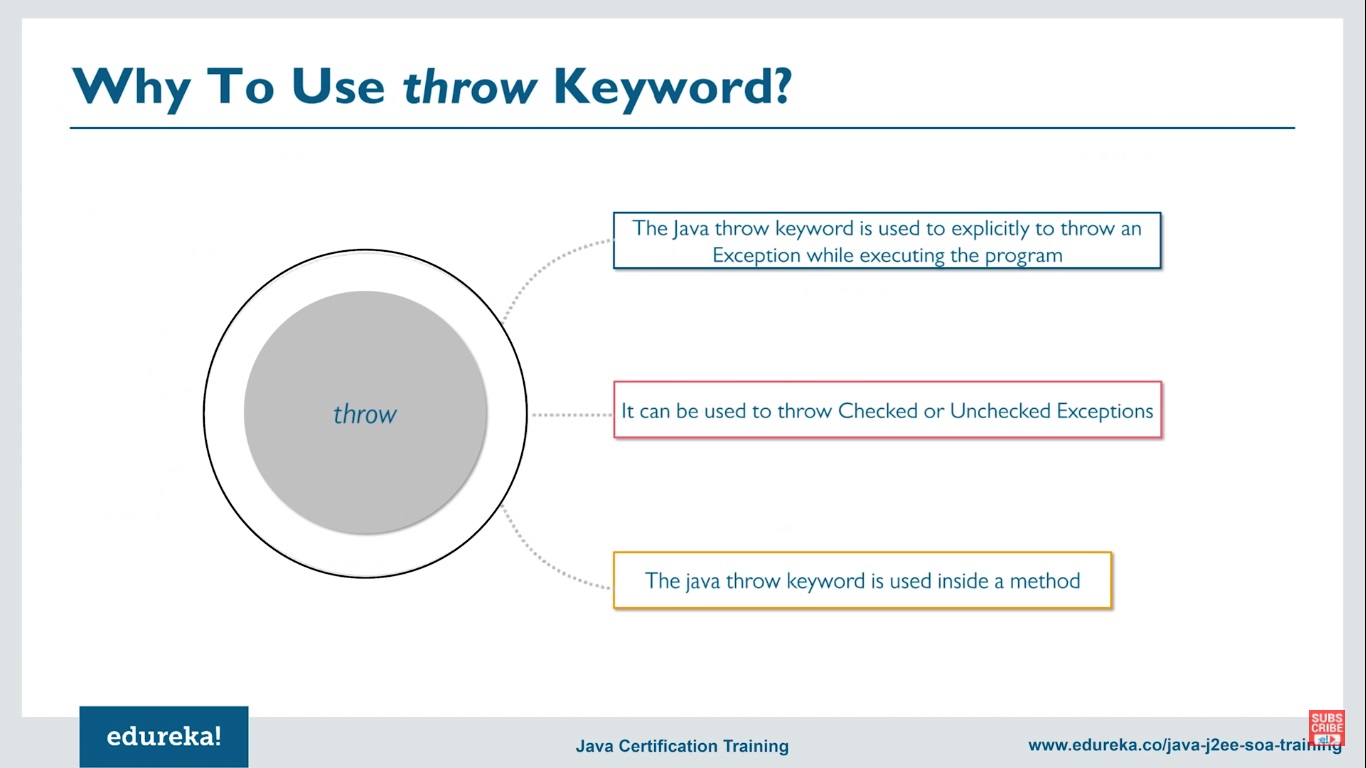 Why To Use throw Keyword?
The Java throw keyword is used to explicitly to throw an
Exception while executing the program
throw
It can be used to throw Checked or Unchecked Exceptions
The java throw keyword is used inside a method
edureka!
Java Certification Training
www.edureka.co/java-j2ee-soa-training
SUBS
CRIBE